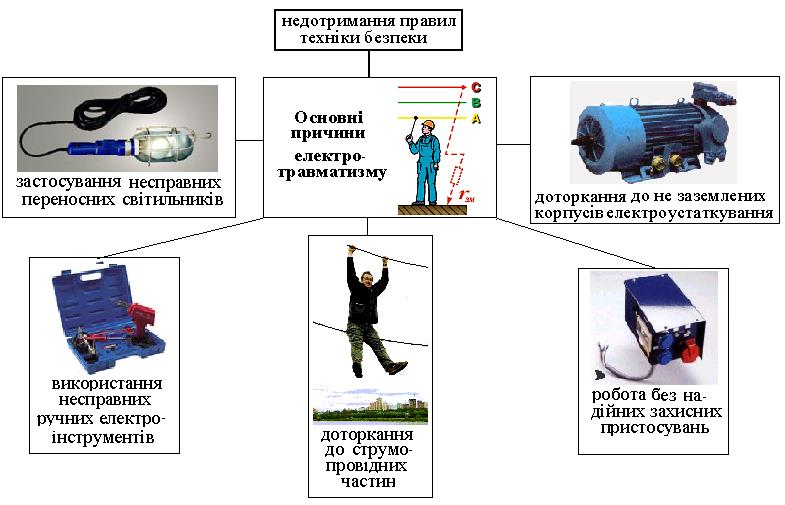 недотримання правил
техніки безпеки
Основні
причини
електро-
травматизму
C
B
A
rзм
застосування несправних
переносних світильників
доторкання до не заземлених
корпусів електроустаткування
використання
несправних
ручних електро-
інструментів
доторкання
до струмо-
провідних
частин
робота без на-
дійних захисних
пристосувань